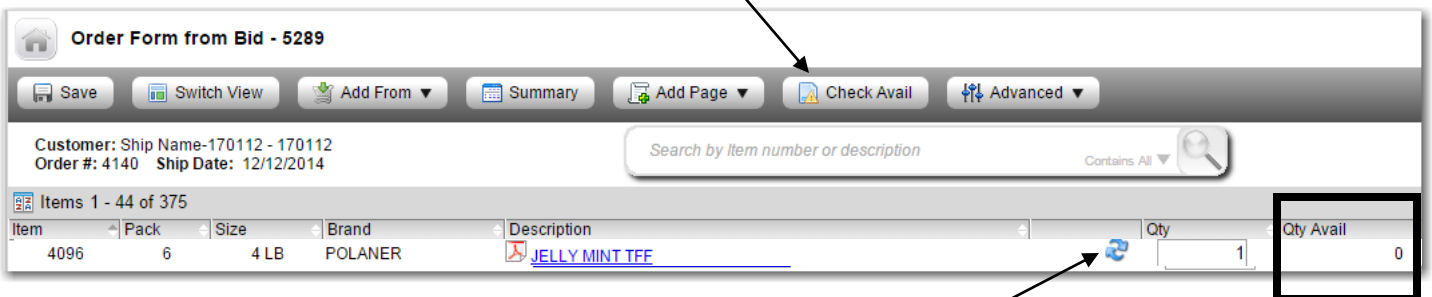 Order Form from Bid - 5289
Save Switch View Add From ▼ Summary Add Page ▼ Check Avail Advanced ▼
Customer: Ship Name-170112 - 170112
Order #: 4140 Ship Date: 12/12/2014
Search by Item number or description Contains All ▼
Items 1 - 44 of 375
Item Pack Size Brand Description Qty Qty Avail
4096 6 4 LB POLANER JELLY MINT TFF 1 0